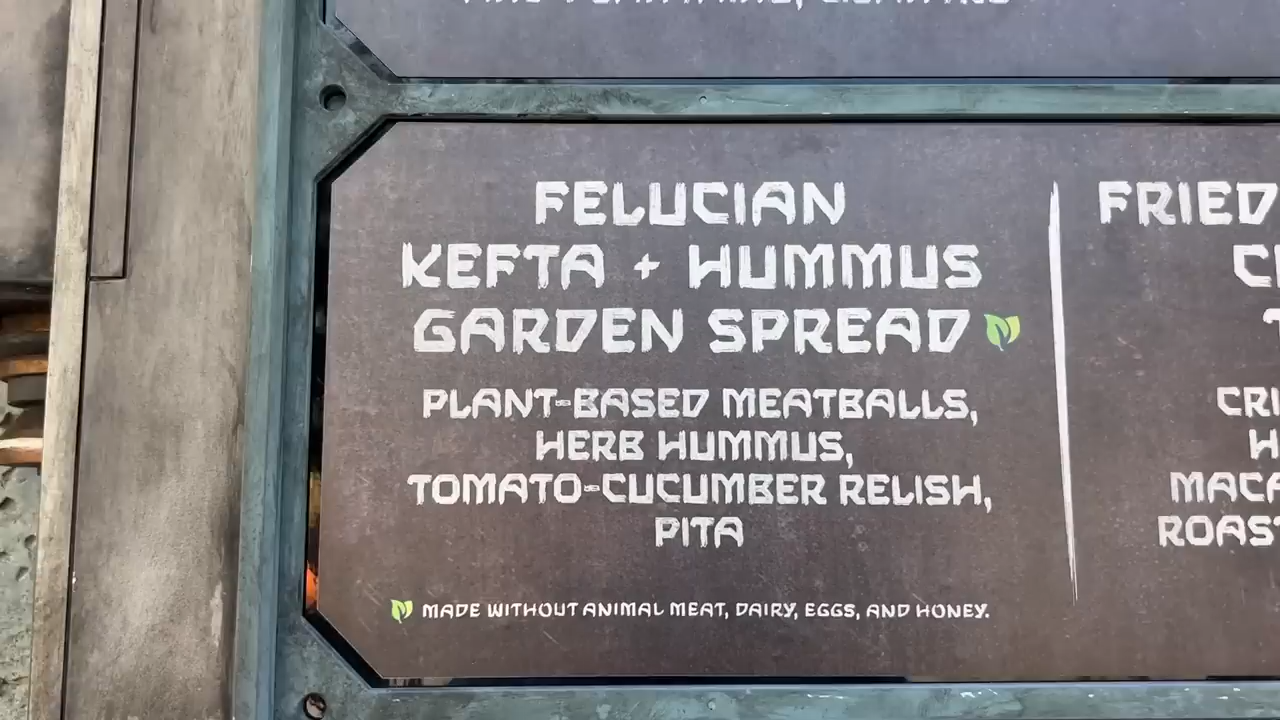 FELUCIAN
KEFTA + HUMMUS
GARDEN SPREAD
PLANT-BASED MEATBALLS,
HERB HUMMUS,
TOMATO-CUCUMBER RELISH,
PITA
MADE WITHOUT ANIMAL MEAT, DAIRY, EGGS, AND HONEY.
FRIED